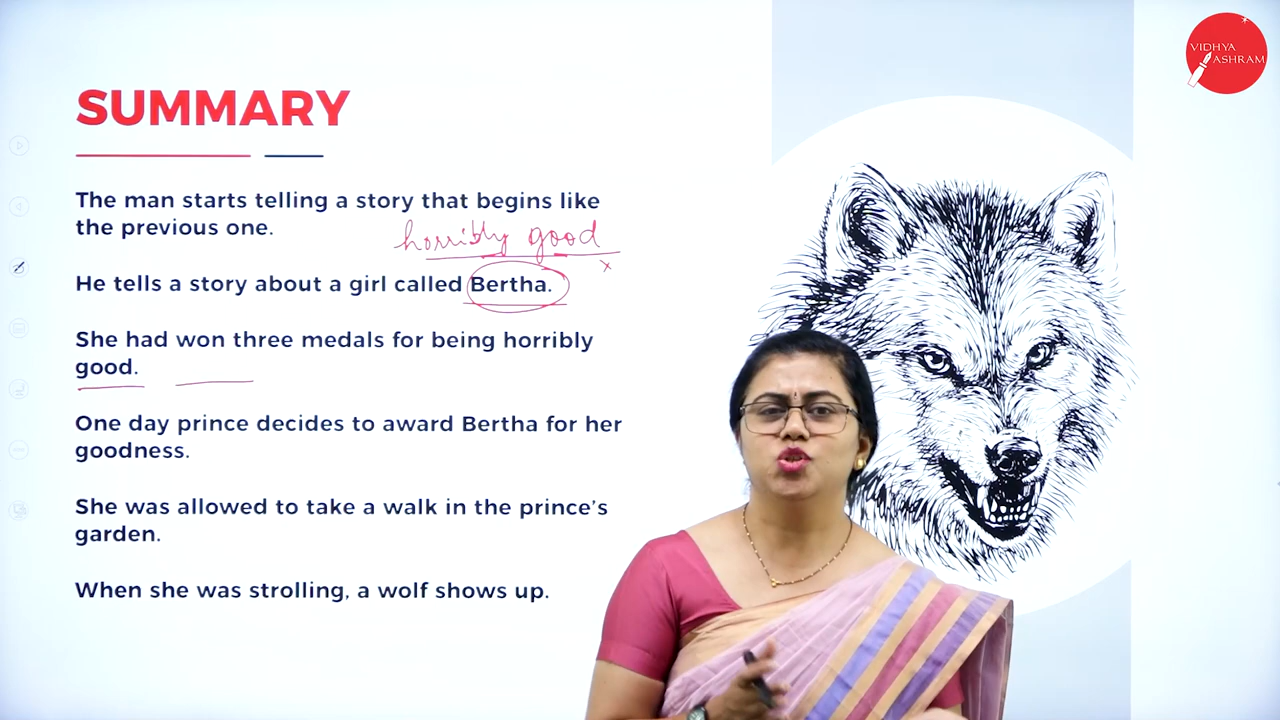 VIDHYA
ASHRAM
SUMMARY
The man starts telling a story that begins like
the previous one.
horribly good
x
He tells a story about a girl called Bertha.
She had won three medals for being horribly
good.
One day prince decides to award Bertha for her
goodness.
She was allowed to take a walk in the prince's
garden.
When she was strolling, a wolf shows up.